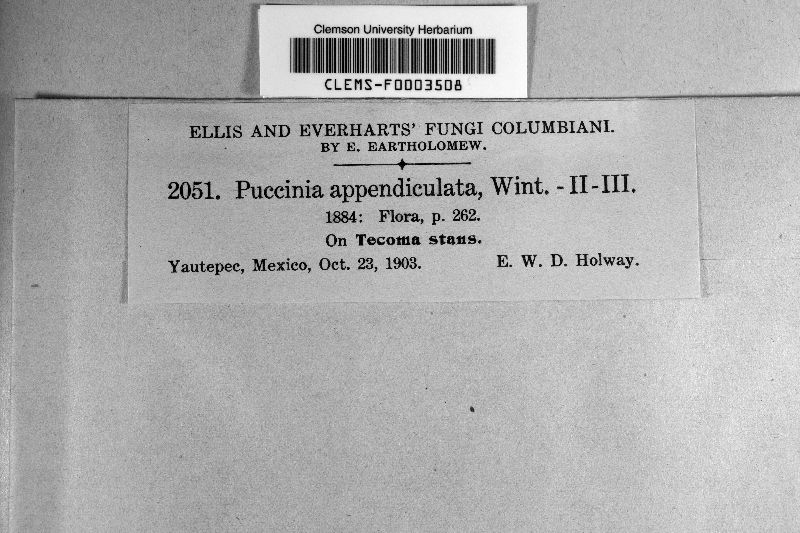 Clemson University Herbarium
CLEMS-F0003508
ELLIS AND EVERHARTS' FUNGI COLUMBIANI.
BY E. EARTHOLOMEW.
2051. Puccinia appendiculata, Wint. - II - III.
1884: Flora, p. 262.
On Tecoma stans.
Yautepec, Mexico, Oct. 23, 1903. E. W. D. Holway.